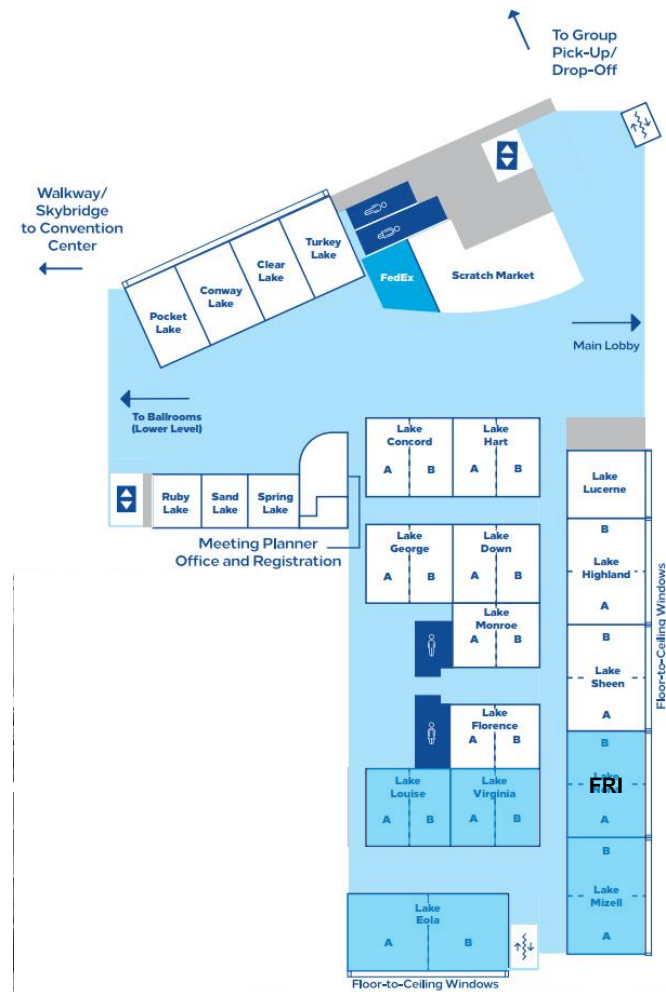 To Group
Pick-Up/
Drop-Off
Walkway/
Skybridge
to Convention
Center
Turkey
Lake
Clear
Lake
Conway
Lake
Pocket
Lake
FedEx
Scratch Market
Main Lobby
To Ballrooms
(Lower Level)
Lake
Concord
A B
Lake
Hart
A B
Lake
Lucerne
Ruby
Lake
Sand
Lake
Spring
Lake
Meeting Planner
Office and Registration
Lake
George
A B
Lake
Down
A B
B
Lake
Highland
A
Lake
Monroe
A B
B
Lake
Sheen
A
Floor-to-Ceiling Windows
Lake
Florence
A B
B
FRI
A
Lake
Louise
A B
Lake
Virginia
A B
B
Lake
Mizell
A
Lake
Eola
A B
Floor-to-Ceiling Windows